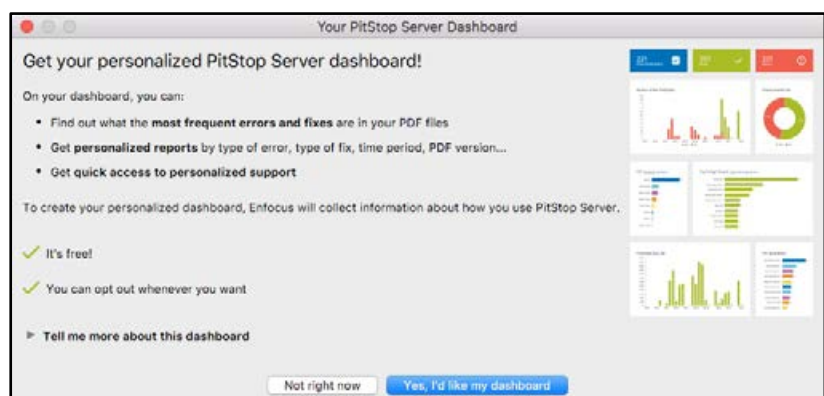 Your PitStop Server Dashboard
Get your personalized PitStop Server dashboard!
On your dashboard, you can:
• Find out what the most frequent errors and fixes are in your PDF files
• Get personalized reports by type of error, type of fix, time period, PDF version...
• Get quick access to personalized support
To create your personalized dashboard, Enfocus will collect information about how you use PitStop Server.
It's free!
You can opt out whenever you want
Tell me more about this dashboard
Not right now
Yes, I'd like my dashboard